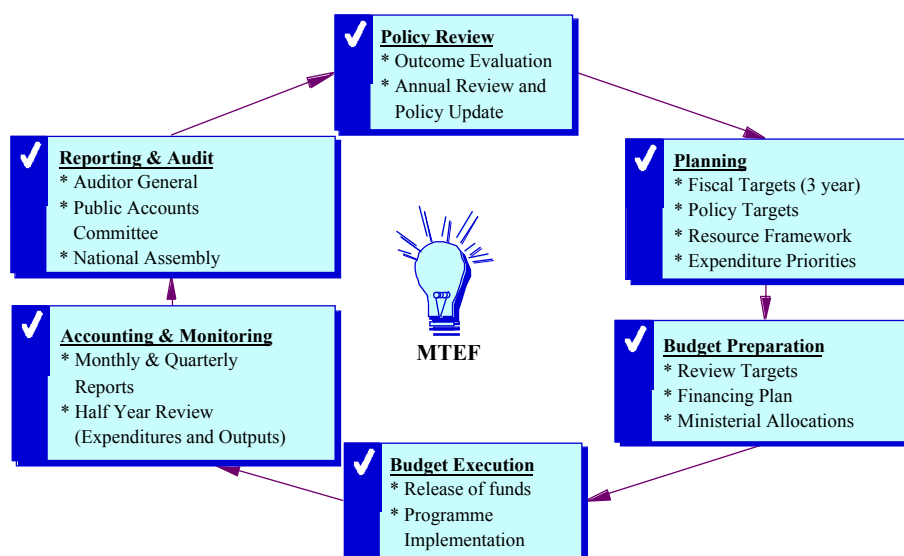 Policy Review
* Outcome Evaluation
* Annual Review and
Policy Update
Planning
* Fiscal Targets (3 year)
* Policy Targets
* Resource Framework
* Expenditure Priorities
Budget Preparation
* Review Targets
* Financing Plan
* Ministerial Allocations
Budget Execution
* Release of funds
* Programme
Implementation
Accounting & Monitoring
* Monthly & Quarterly
Reports
* Half Year Review
(Expenditures and Outputs)
Reporting & Audit
* Auditor General
* Public Accounts
Committee
* National Assembly
MTEF